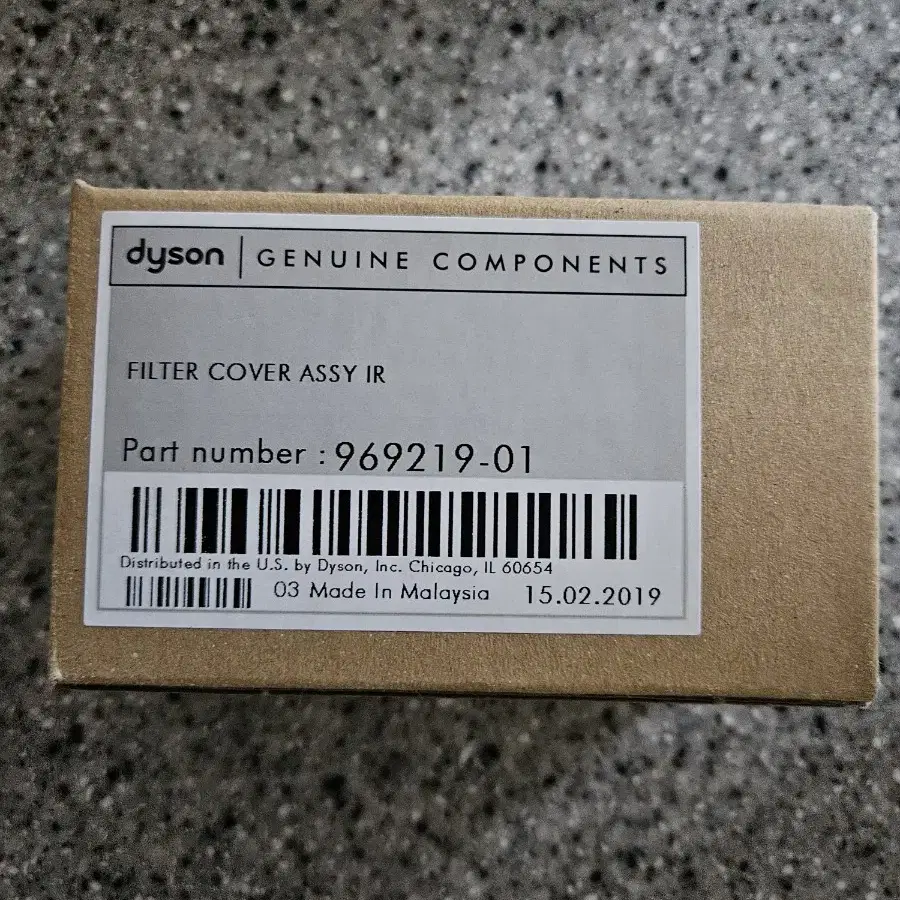 dyson | GENUINE COMPONENTS
FILTER COVER ASSY IR
Part number : 969219-01
Distributed in the U.S. by Dyson, Inc. Chicago, IL 60654
03 Made In Malaysia 15.02.2019